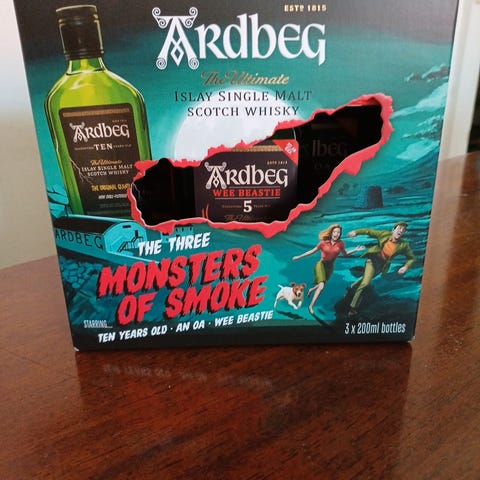 ESTD 1815
ARDBEG
The Ultimate
ISLAY SINGLE MALT
SCOTCH WHISKY
ARDBEG
TEN
The Ultimate
ISLAY SINGLE MALT
SCOTCH WHISKY
ARDBEG
WEE BEASTIE
5
The Ultimate
ARDBEG
THE THREE
MONSTERS
OF SMOKE
STARRING
TEN YEARS OLD · AN OA · WEE BEASTIE
3 x 200ml bottles